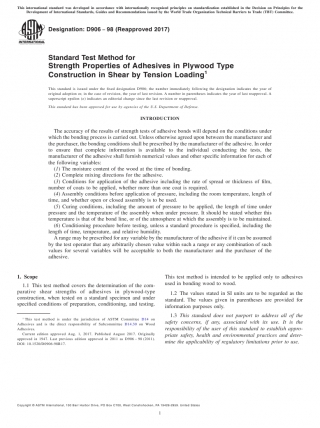 This international standard was developed in accordance with internationally recognized principles on standardization established in the Decision on Principles for the
Development of International Standards, Guides and Recommendations issued by the World Trade Organization Technical Barriers to Trade (TBT) Committee.
Designation: D906 − 98 (Reapproved 2017)
Standard Test Method for
Strength Properties of Adhesives in Plywood Type
Construction in Shear by Tension Loading1
This standard is issued under the fixed designation D906; the number immediately following the designation indicates the year of
original adoption or, in the case of revision, the year of last revision. A number in parentheses indicates the year of last reapproval. A
superscript epsilon (ε) indicates an editorial change since the last revision or reapproval.
This standard has been approved for use by agencies of the U.S. Department of Defense.
INTRODUCTION
The accuracy of the results of strength tests of adhesive bonds will depend on the conditions under
which the bonding process is carried out. Unless otherwise agreed upon between the manufacturer and
the purchaser, the bonding conditions shall be prescribed by the manufacturer of the adhesive. In order
to ensure that complete information is available to the individual conducting the tests, the
manufacturer of the adhesive shall furnish numerical values and other specific information for each of
the following variables:
(1) The moisture content of the wood at the time of bonding.
(2) Complete mixing directions for the adhesive.
(3) Conditions for application of the adhesive including the rate of spread or thickness of film,
number of coats to be applied, whether more than one coat is required.
(4) Assembly conditions before application of pressure, including the room temperature, length of
time, and whether open or closed assembly is to be used.
(5) Curing conditions, including the amount of pressure to be applied, the length of time under
pressure and the temperature of the assembly when under pressure. It should be stated whether this
temperature is that of the bond line, or of the atmosphere at which the assembly is to be maintained.
(6) Conditioning procedure before testing, unless a standard procedure is specified, including the
length of time, temperature, and relative humidity.
A range may be prescribed for any variable by the manufacturer of the adhesive if it can be assumed
by the test operator that any arbitrarily chosen value within such a range or any combination of such
values for several variables will be acceptable to both the manufacturer and the purchaser of the
adhesive.
1. Scope
1.1 This test method covers the determination of the com-
parative shear strengths of adhesives in plywood-type
construction, when tested on a standard specimen and under
specified conditions of preparation, conditioning, and testing.
1 This test method is under the jurisdiction of ASTM Committee D14 on
Adhesives and is the direct responsibility of Subcommittee D14.30 on Wood
Adhesives.
Current edition approved Aug. 1, 2017. Published August 2017. Originally
approved in 1947. Last previous edition approved in 2011 as D906 – 98 (2011).
DOI: 10.1520/D0906-98R17.
This test method is intended to be applied only to adhesives
used in bonding wood to wood.
1.2 The values stated in SI units are to be regarded as the
standard. The values given in parentheses are provided for
information purposes only.
1.3 This standard does not purport to address all of the
safety concerns, if any, associated with its use. It is the
responsibility of the user of this standard to establish appro-
priate safety, health and environmental practices and deter-
mine the applicability of regulatory limitations prior to use.
Copyright © ASTM International, 100 Barr Harbor Drive, PO Box C700, West Conshohocken, PA 19428-2959. United States
1